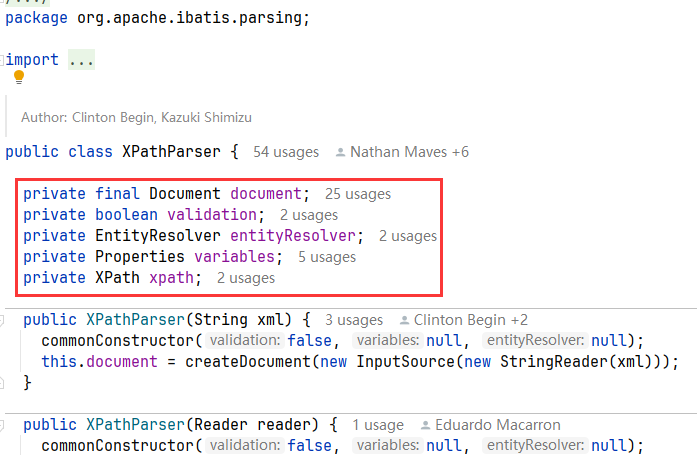 /.../
package org.apache.ibatis.parsing;
import ...
Author: Clinton Begin, Kazuki Shimizu
public class XPathParser { 54 usages Nathan Maves +6
private final Document document; 25 usages
private boolean validation; 2 usages
private EntityResolver entityResolver; 2 usages
private Properties variables; 5 usages
private XPath xpath; 2 usages
public XPathParser(String xml) { 3 usages Clinton Begin +2
commonConstructor( validation: false, variables: null, entityResolver: null);
this.document = createDocument(new InputSource(new StringReader(xml)));
}
public XPathParser(Reader reader) { 1 usage Eduardo Macarron
commonConstructor( validation: false, variables: null, entityResolver: null);